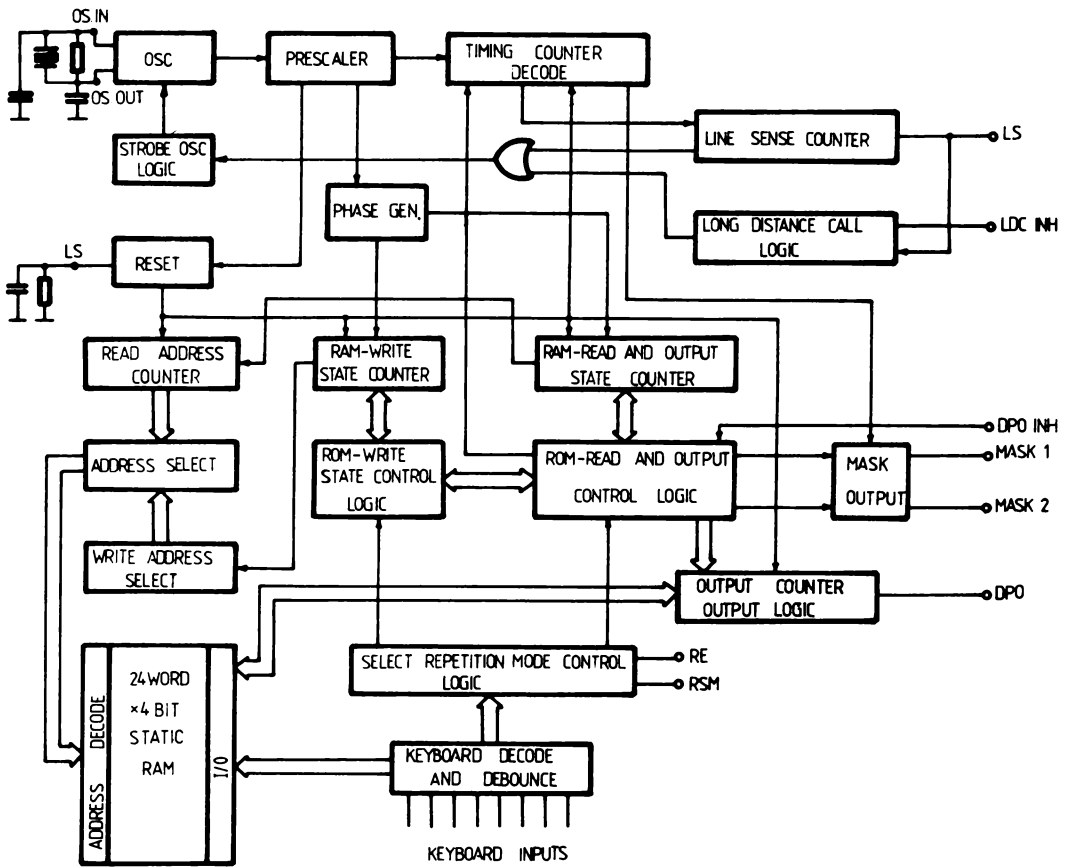 OS IN
OSC
OS OUT
PRESCALER
TIMING COUNTER
DECODE
STROBE OSC
LOGIC
LINE SENSE COUNTER
LS
PHASE GEN.
LONG DISTANCE CALL
LOGIC
LDC INH
LS
RESET
READ ADDRESS
COUNTER
RAM-WRITE
STATE COUNTER
RAM-READ AND OUTPUT
STATE COUNTER
ADDRESS SELECT
ROM-WRITE
STATE CONTROL
LOGIC
ROM-READ AND OUTPUT
CONTROL LOGIC
MASK
OUTPUT
DPO INH
MASK 1
MASK 2
WRITE ADDRESS
SELECT
OUTPUT COUNTER
OUTPUT LOGIC
DPO
SELECT REPETITION MODE CONTROL
LOGIC
RE
RSM
ADDRESS DECODE
24 WORD
×4 BIT
STATIC
RAM
I/O
KEYBOARD DECODE
AND DEBOUNCE
KEYBOARD INPUTS